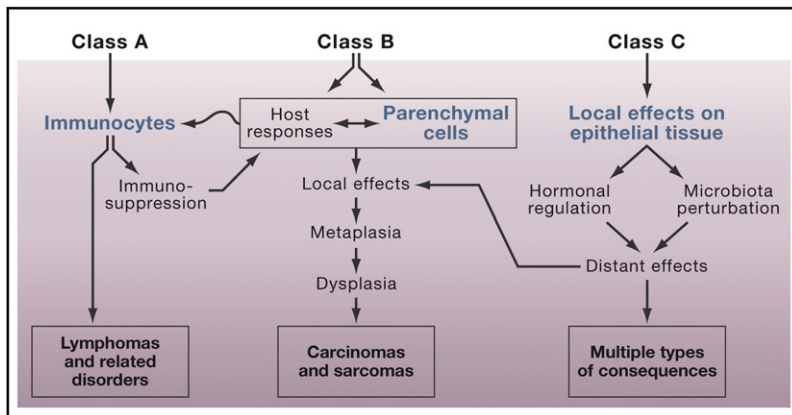 Class A
Class B
Class C
Immunocytes
Host
responses
Parenchymal
cells
Local effects on
epithelial tissue
Immuno-
suppression
Local effects
Hormonal
regulation
Microbiota
perturbation
Metaplasia
Distant effects
Dysplasia
Lymphomas
and related
disorders
Carcinomas
and sarcomas
Multiple types
of consequences